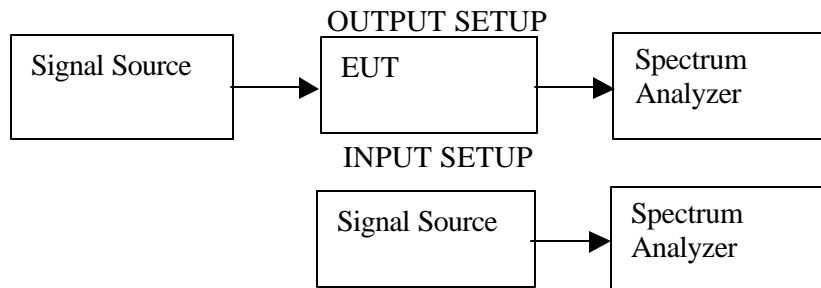 OUTPUT SETUP
Signal Source
EUT
Spectrum
Analyzer
INPUT SETUP
Signal Source
Spectrum
Analyzer